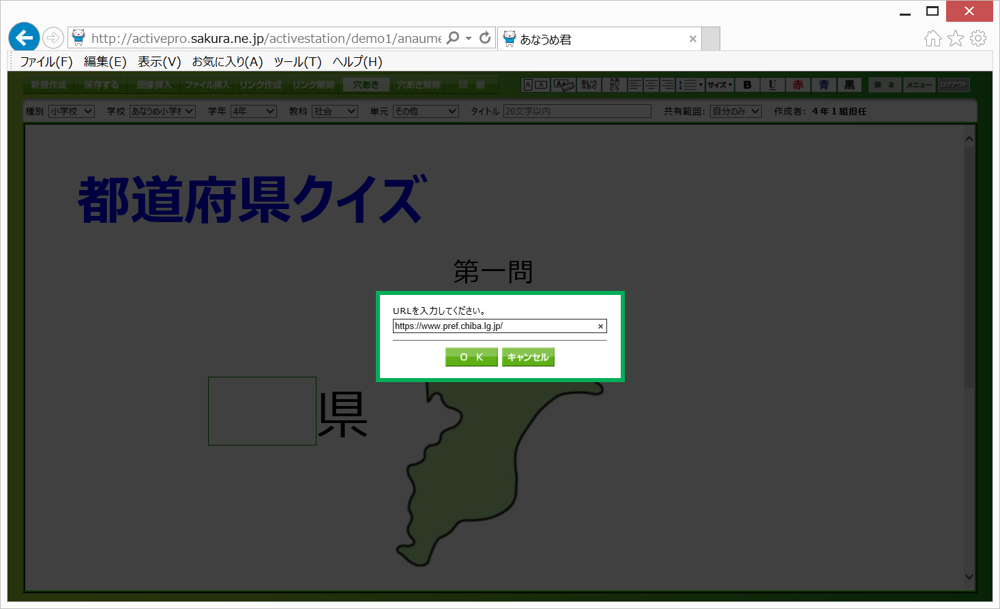 http://activepro.sakura.ne.jp/activestation/demo1/anaume
あなうめ君
ファイル(F) 編集(E) 表示(V) お気に入り(A) ツール(T) ヘルプ(H)
新規作成 保存する 画像挿入 ファイル挿入 リンク作成 リンク解除 穴あき 穴あき解除 印 刷 サイズ B U 赤 青 黒 戻 る メニュー ログアウト
種別 小学校 学校 あなうめ小学校 学年 4年 教科 社会 単元 その他 タイトル 20文字以内 共有範囲: 自分のみ 作成者: 4年1組担任
都道府県クイズ
第一問
URLを入力してください。
https://www.pref.chiba.lg.jp/
O K キャンセル
県